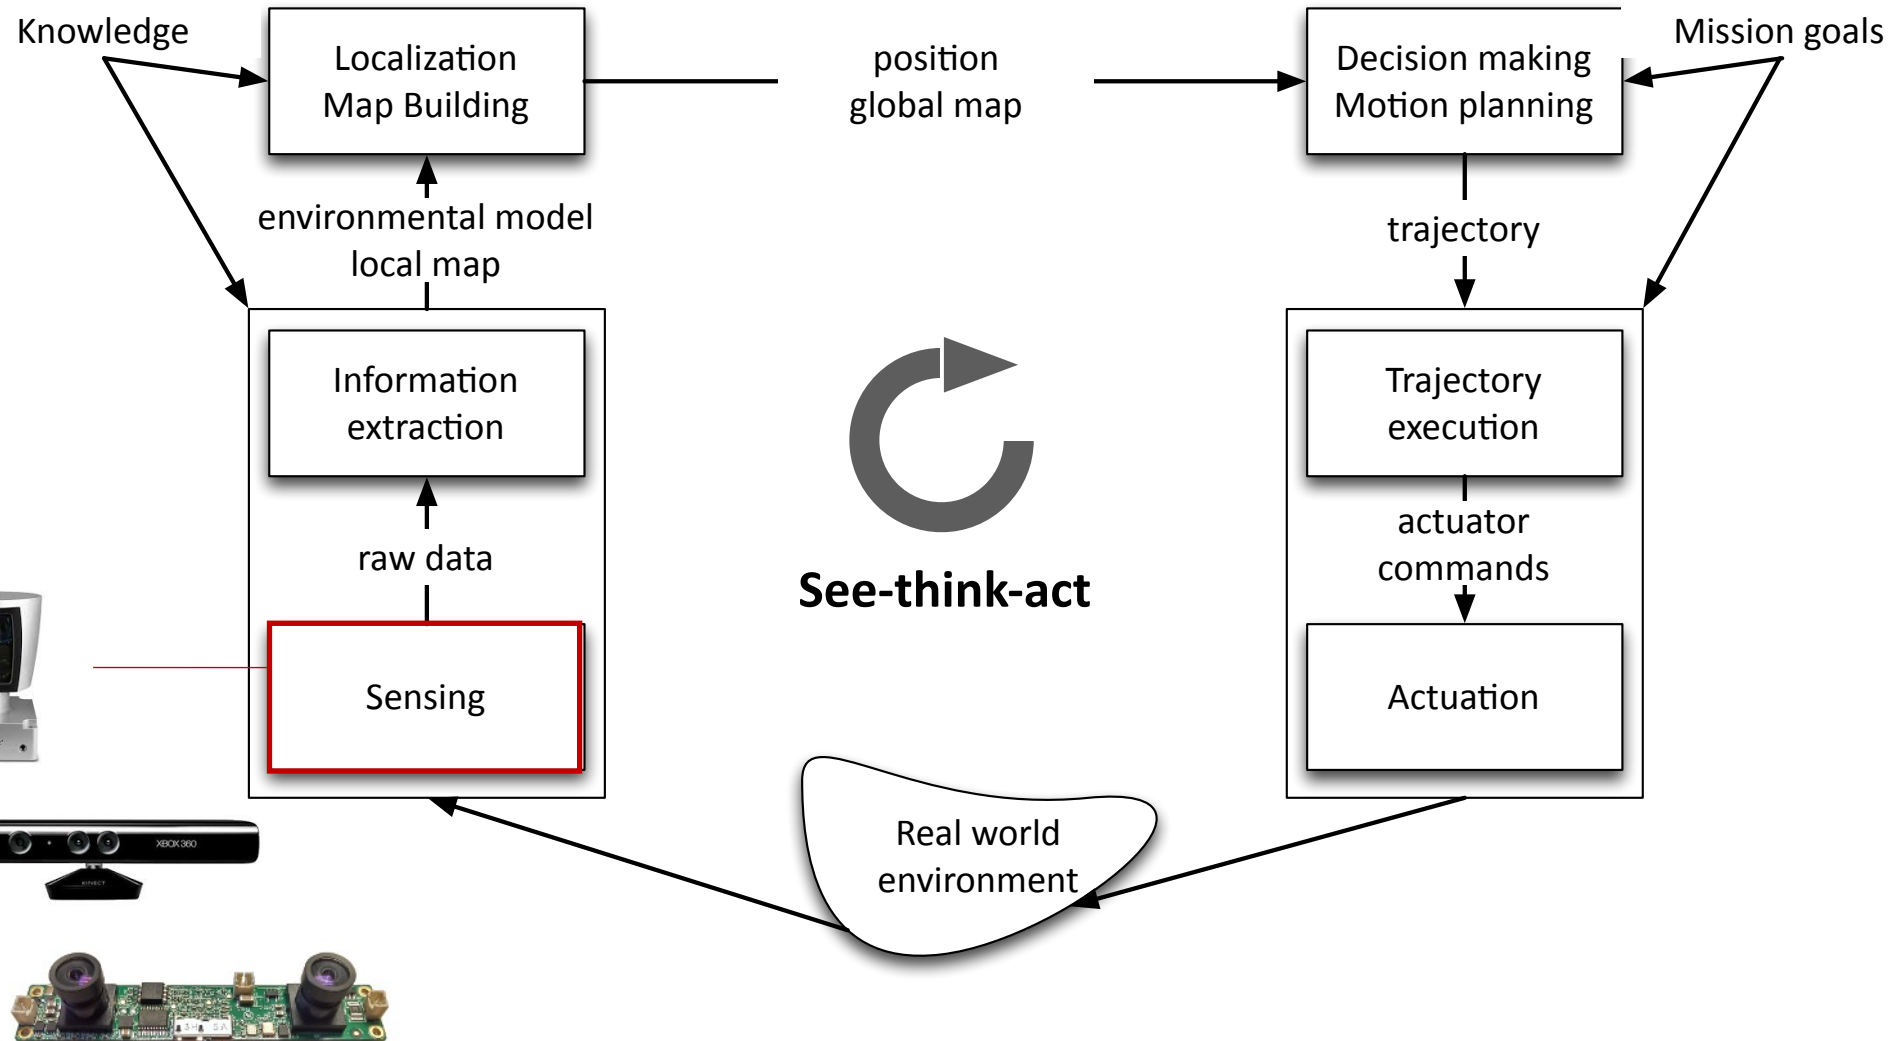 Knowledge
Localization
Map Building
position
global map
Decision making
Motion planning
Mission goals
environmental model
local map
trajectory
Information
extraction
Trajectory
execution
raw data
See-think-act
actuator
commands
Sensing
Actuation
Real world
environment
XBOX 360
KINECT